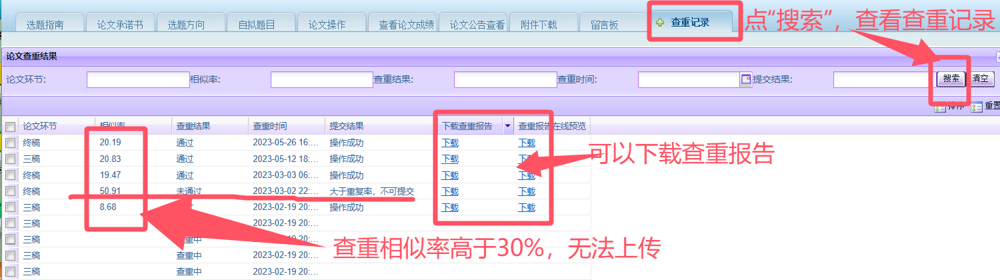 选题指南 论文承诺书 选题方向 自拟题目 论文操作 查看论文成绩 论文公告查看 附件下载 留言板 查重记录
点“搜索”，查看查重记录
论文查重结果
论文环节: 相似率: 查重结果: 查重时间: 提交结果: 搜索 清空
排序 重置
论文环节 相似率 查重结果 查重时间 提交结果 下载查重报告 查重报告在线预览
终稿 20.19 通过 2023-05-26 16:... 操作成功 下载 下载
可以下载查重报告
三稿 20.83 通过 2023-05-12 18:... 操作成功 下载 下载
终稿 19.47 通过 2023-03-03 06:... 操作成功 下载 下载
终稿 50.91 未通过 2023-03-02 22:... 大于重复率，不可提交 下载 下载
三稿 8.68 2023-02-19 20:... 操作成功 下载 下载
三稿 2023-02-19 20:
三稿 查重中
查重相似率高于30%，无法上传
三稿 查重中 2023-02-19 20:
三稿 查重中 2023-02-19 20:...